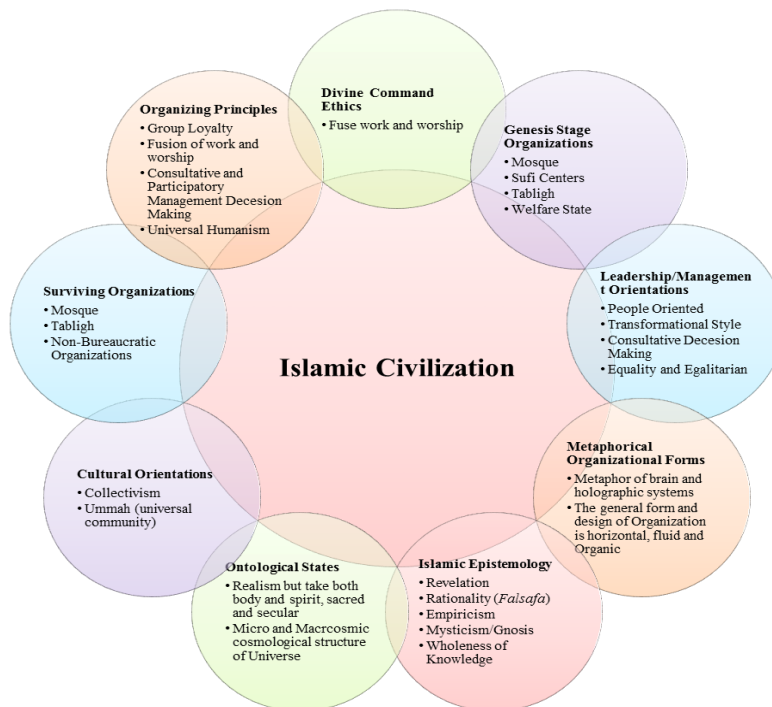 Divine Command
Ethics
• Fuse work and worship
Genesis Stage
Organizations
• Mosque
• Sufi Centers
• Tabligh
• Welfare State
Leadership/Managemen
t Orientations
• People Oriented
• Transformational Style
• Consultative Decesion
Making
• Equality and Egalitarian
Metaphorical
Organizational Forms
• Metaphor of brain and
holographic systems
• The general form and
design of Organization
is horizontal, fluid and
Organic
Islamic Epistemology
• Revelation
• Rationality (Falsafa)
• Empiricism
• Mysticism/Gnosis
• Wholeness of
Knowledge
Ontological States
• Realism but take both
body and spirit, sacred
and secular
• Micro and Macrcosmic
cosmological structure
of Universe
Cultural Orientations
• Collectivism
• Ummah (universal
community)
Surviving Organizations
• Mosque
• Tabligh
• Non-Bureaucratic
Organizations
Organizing Principles
• Group Loyalty
• Fusion of work and
worship
• Consultative and
Participatory
Management Decesion
Making
• Universal Humanism
Islamic Civilization